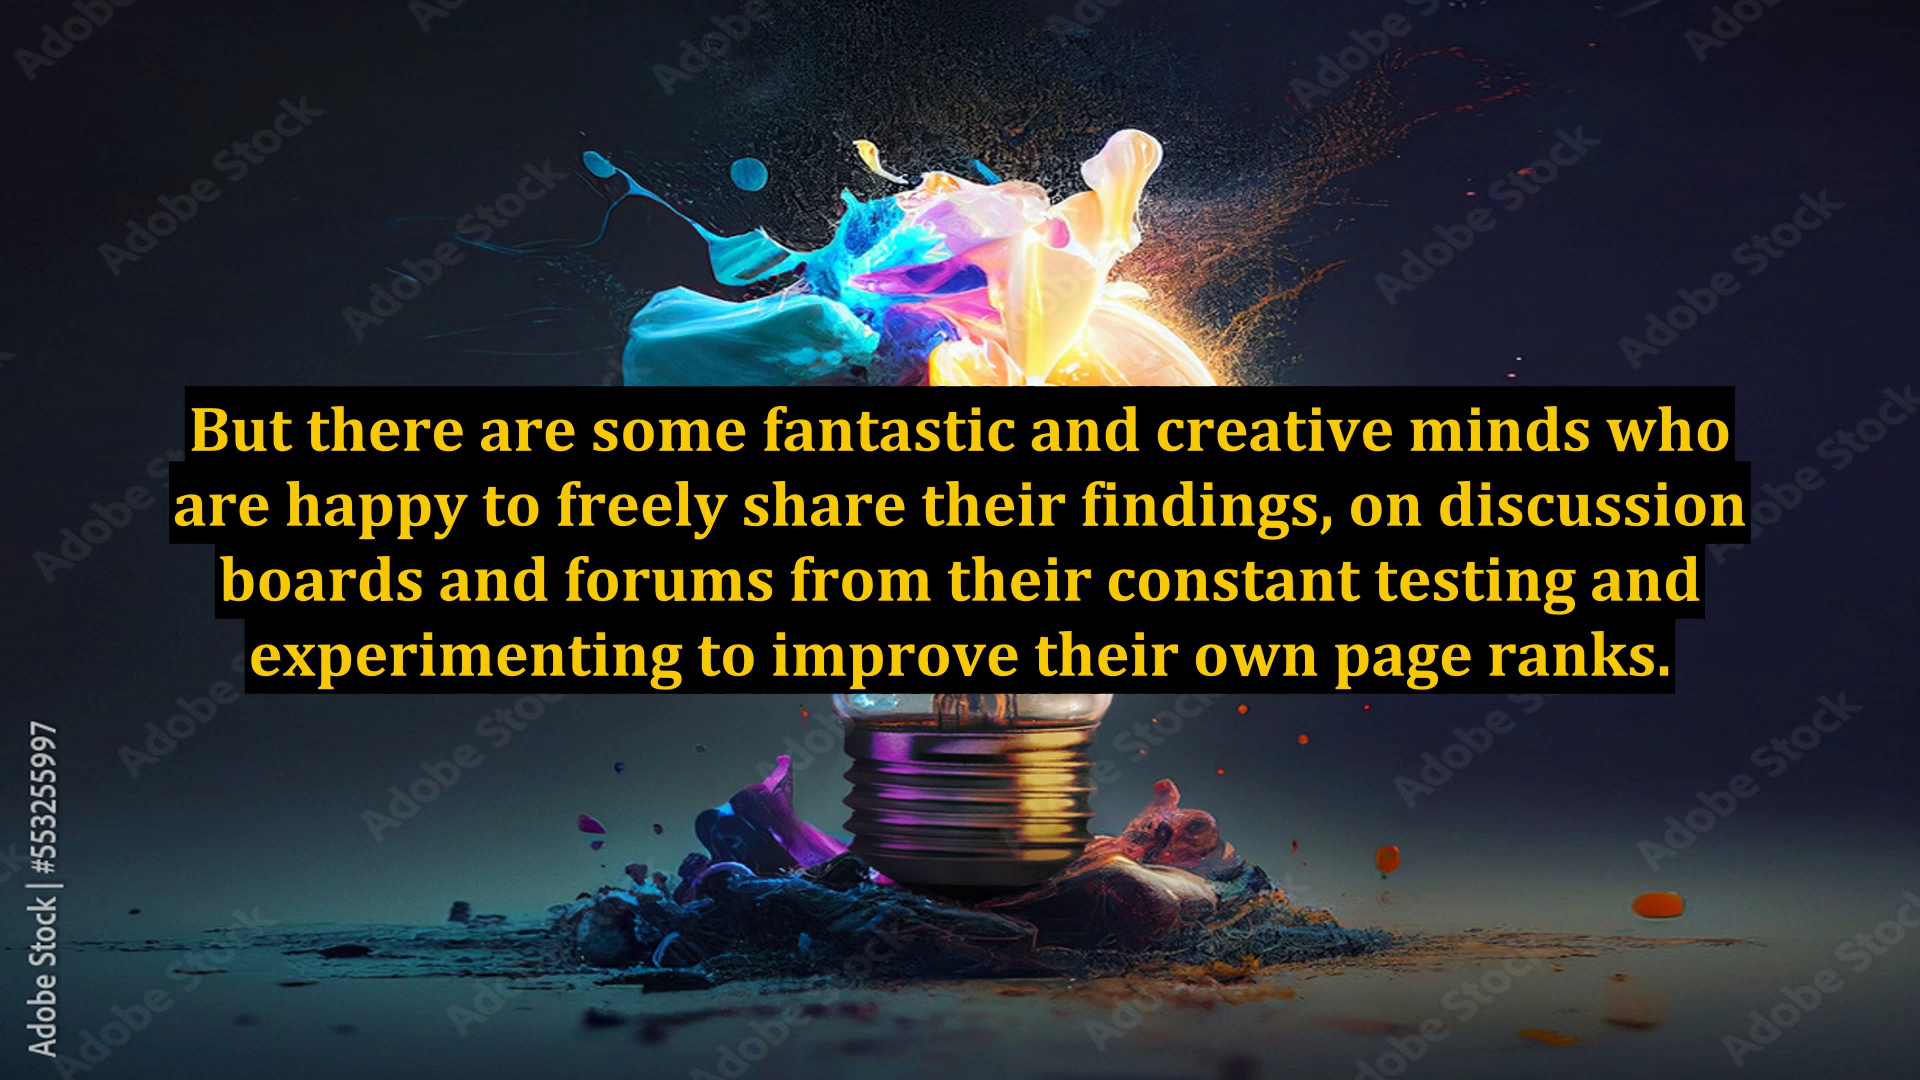 But there are some fantastic and creative minds who
are happy to freely share their findings, on discussion
boards and forums from their constant testing and
experimenting to improve their own page ranks.
Adobe Stock | #553255997